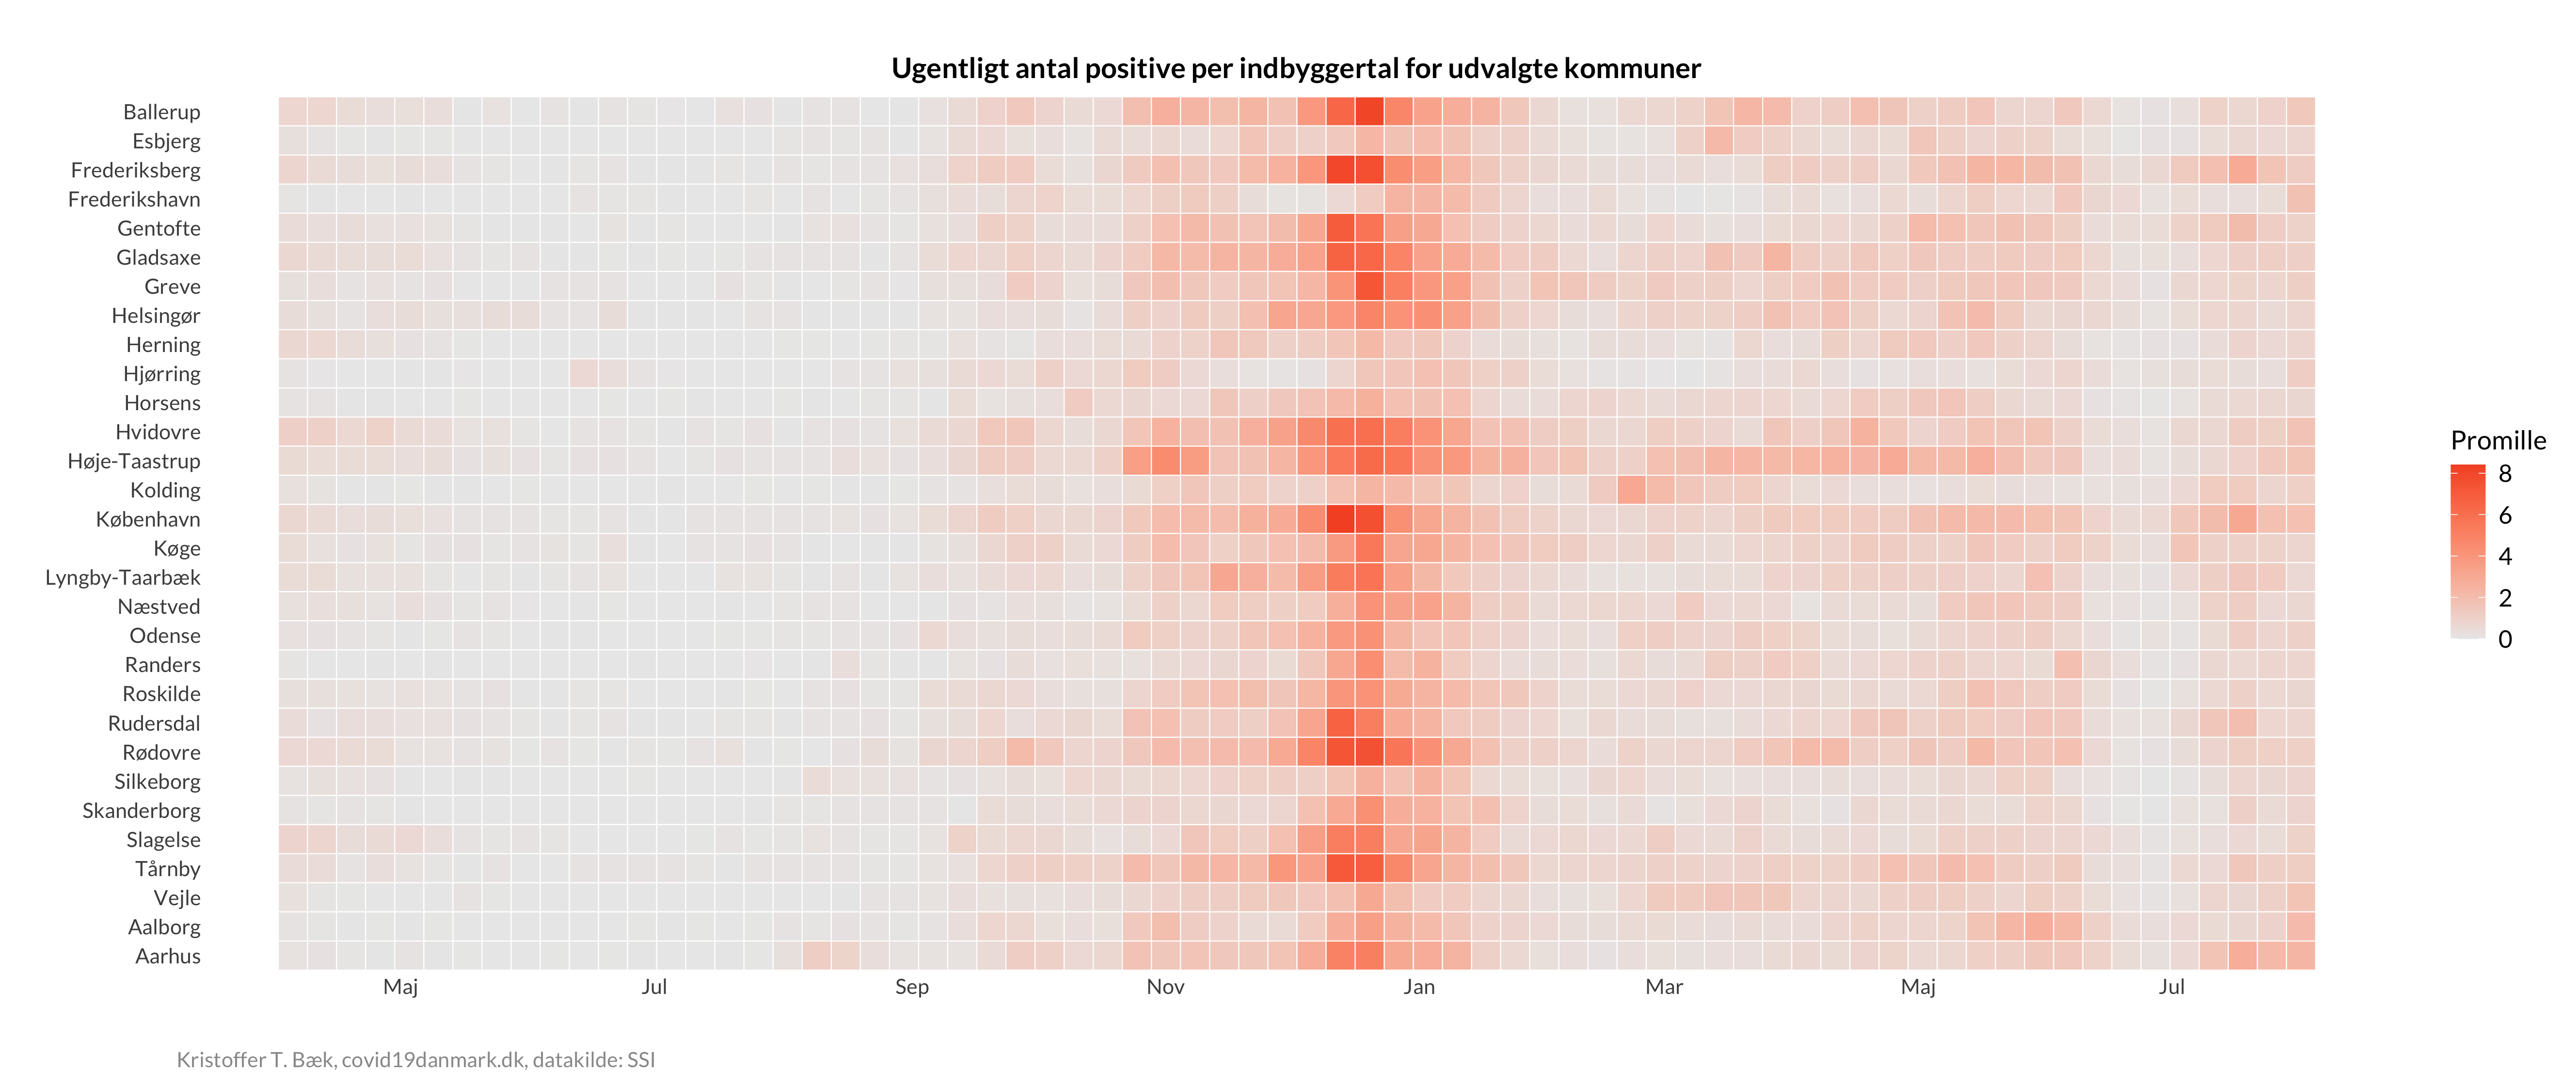 Ugentligt antal positive per indbyggertal for udvalgte kommuner
Ballerup
Esbjerg
Frederiksberg
Frederikshavn
Gentofte
Gladsaxe
Greve
Helsingør
Herning
Hjørring
Horsens
Hvidovre
Høje-Taastrup
Kolding
København
Køge
Lyngby-Taarbæk
Næstved
Odense
Randers
Roskilde
Rudersdal
Rødovre
Silkeborg
Skanderborg
Slagelse
Tårnby
Vejle
Aalborg
Aarhus
Maj Jul Sep Nov Jan Mar Maj Jul
Promille
8
6
4
2
0
Kristoffer T. Bæk, covid19danmark.dk, datakilde: SSI